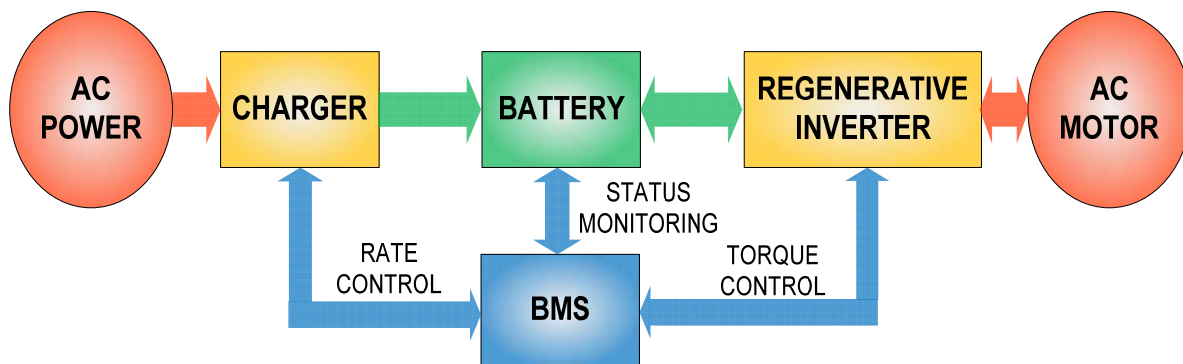 AC
POWER
CHARGER
BATTERY
REGENERATIVE
INVERTER
AC
MOTOR
STATUS
MONITORING
RATE
CONTROL
TORQUE
CONTROL
BMS